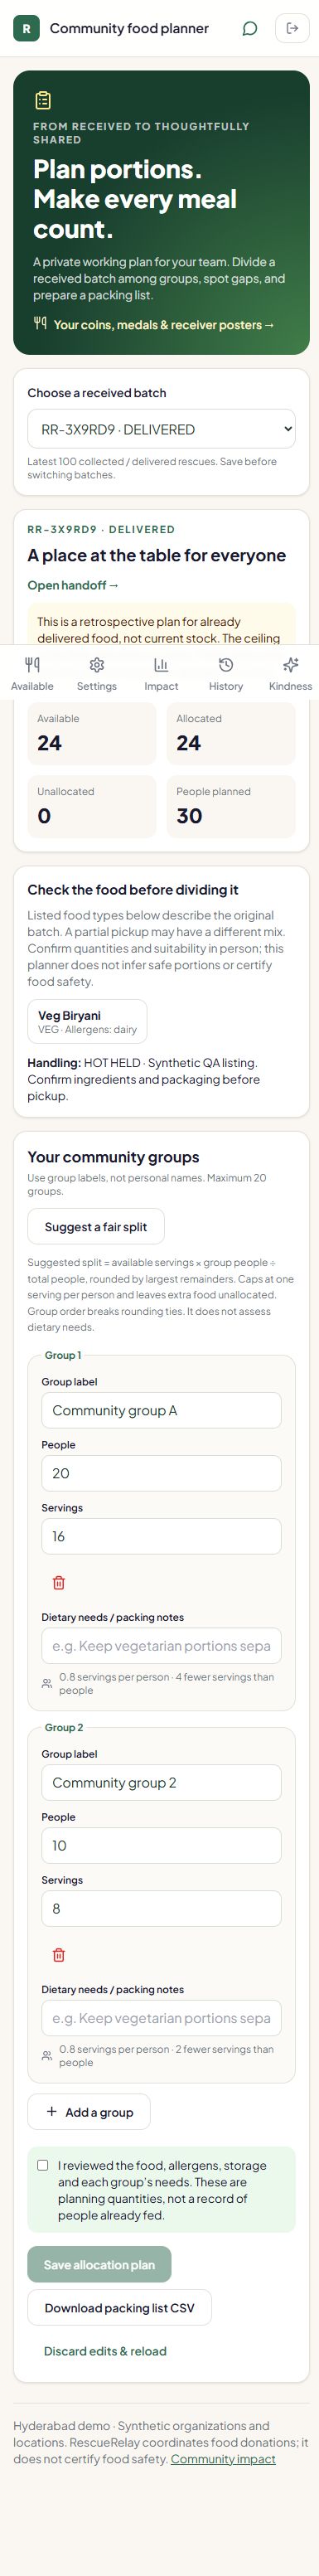 R Community food planner
FROM RECEIVED TO THOUGHTFULLY
SHARED
Plan portions.
Make every meal
count.
A private working plan for your team. Divide a
received batch among groups, spot gaps, and
prepare a packing list.
Your coins, medals & receiver posters →
Choose a received batch
RR-3X9RD9 · DELIVERED
Latest 100 collected / delivered rescues. Save before
switching batches.
RR-3X9RD9 · DELIVERED
A place at the table for everyone
Open handoff →
This is a retrospective plan for already
delivered food, not current stock. The ceiling
Available Settings Impact History Kindness
Available
24
Allocated
24
Unallocated
0
People planned
30
Check the food before dividing it
Listed food types below describe the original
batch. A partial pickup may have a different mix.
Confirm quantities and suitability in person; this
planner does not infer safe portions or certify
food safety.
Veg Biryani
VEG · Allergens: dairy
Handling: HOT HELD · Synthetic QA listing.
Confirm ingredients and packaging before
pickup.
Your community groups
Use group labels, not personal names. Maximum 20
groups.
Suggest a fair split
Suggested split = available servings × group people ÷
total people, rounded by largest remainders. Caps at one
serving per person and leaves extra food unallocated.
Group order breaks rounding ties. It does not assess
dietary needs.
Group 1
Group label
Community group A
People
20
Servings
16
Dietary needs / packing notes
e.g. Keep vegetarian portions sepa
0.8 servings per person · 4 fewer servings than
people
Group 2
Group label
Community group 2
People
10
Servings
8
Dietary needs / packing notes
e.g. Keep vegetarian portions sepa
0.8 servings per person · 2 fewer servings than
people
+ Add a group
I reviewed the food, allergens, storage
and each group's needs. These are
planning quantities, not a record of
people already fed.
Save allocation plan
Download packing list CSV
Discard edits & reload
Hyderabad demo · Synthetic organizations and
locations. RescueRelay coordinates food donations; it
does not certify food safety. Community impact